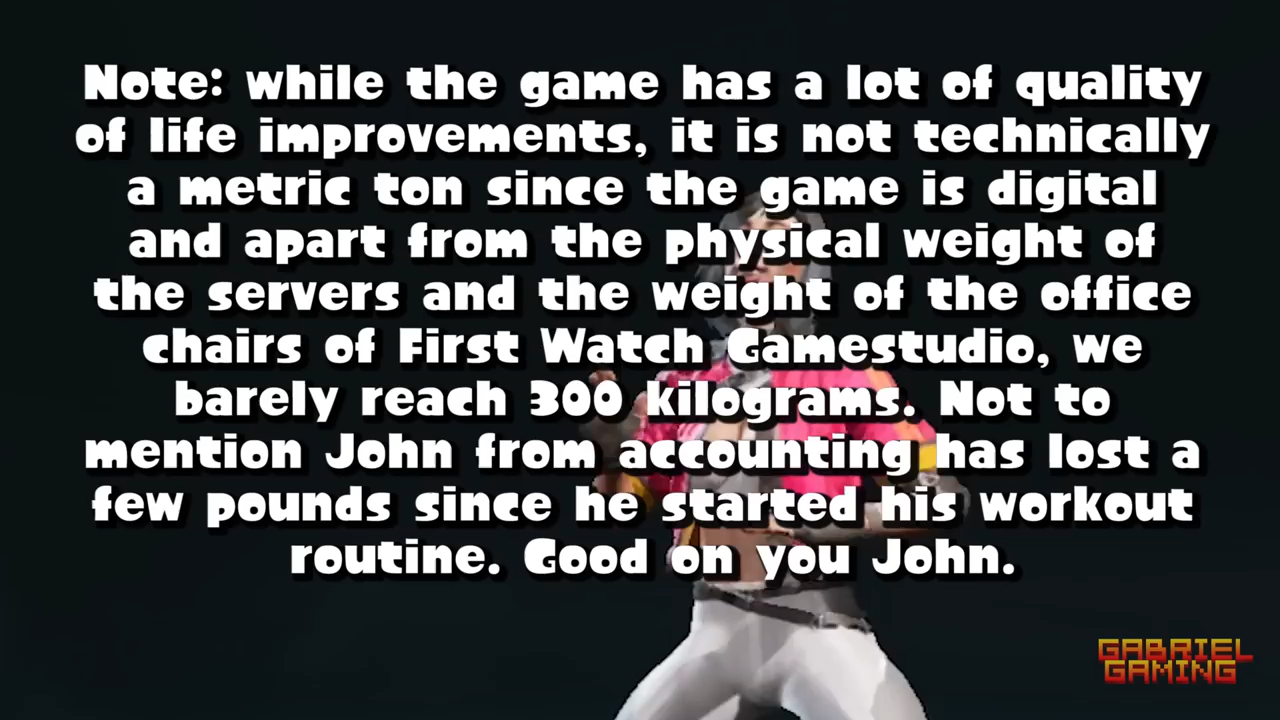 Note: while the game has a lot of quality
of life improvements, it is not technically
a metric ton since the game is digital
and apart from the physical weight of
the servers and the weight of the office
chairs of First Watch Gamestudio, we
barely reach 300 kilograms. Not to
mention John from accounting has lost a
few pounds since he started his workout
routine. Good on you John.
GABRIEL
GAMING